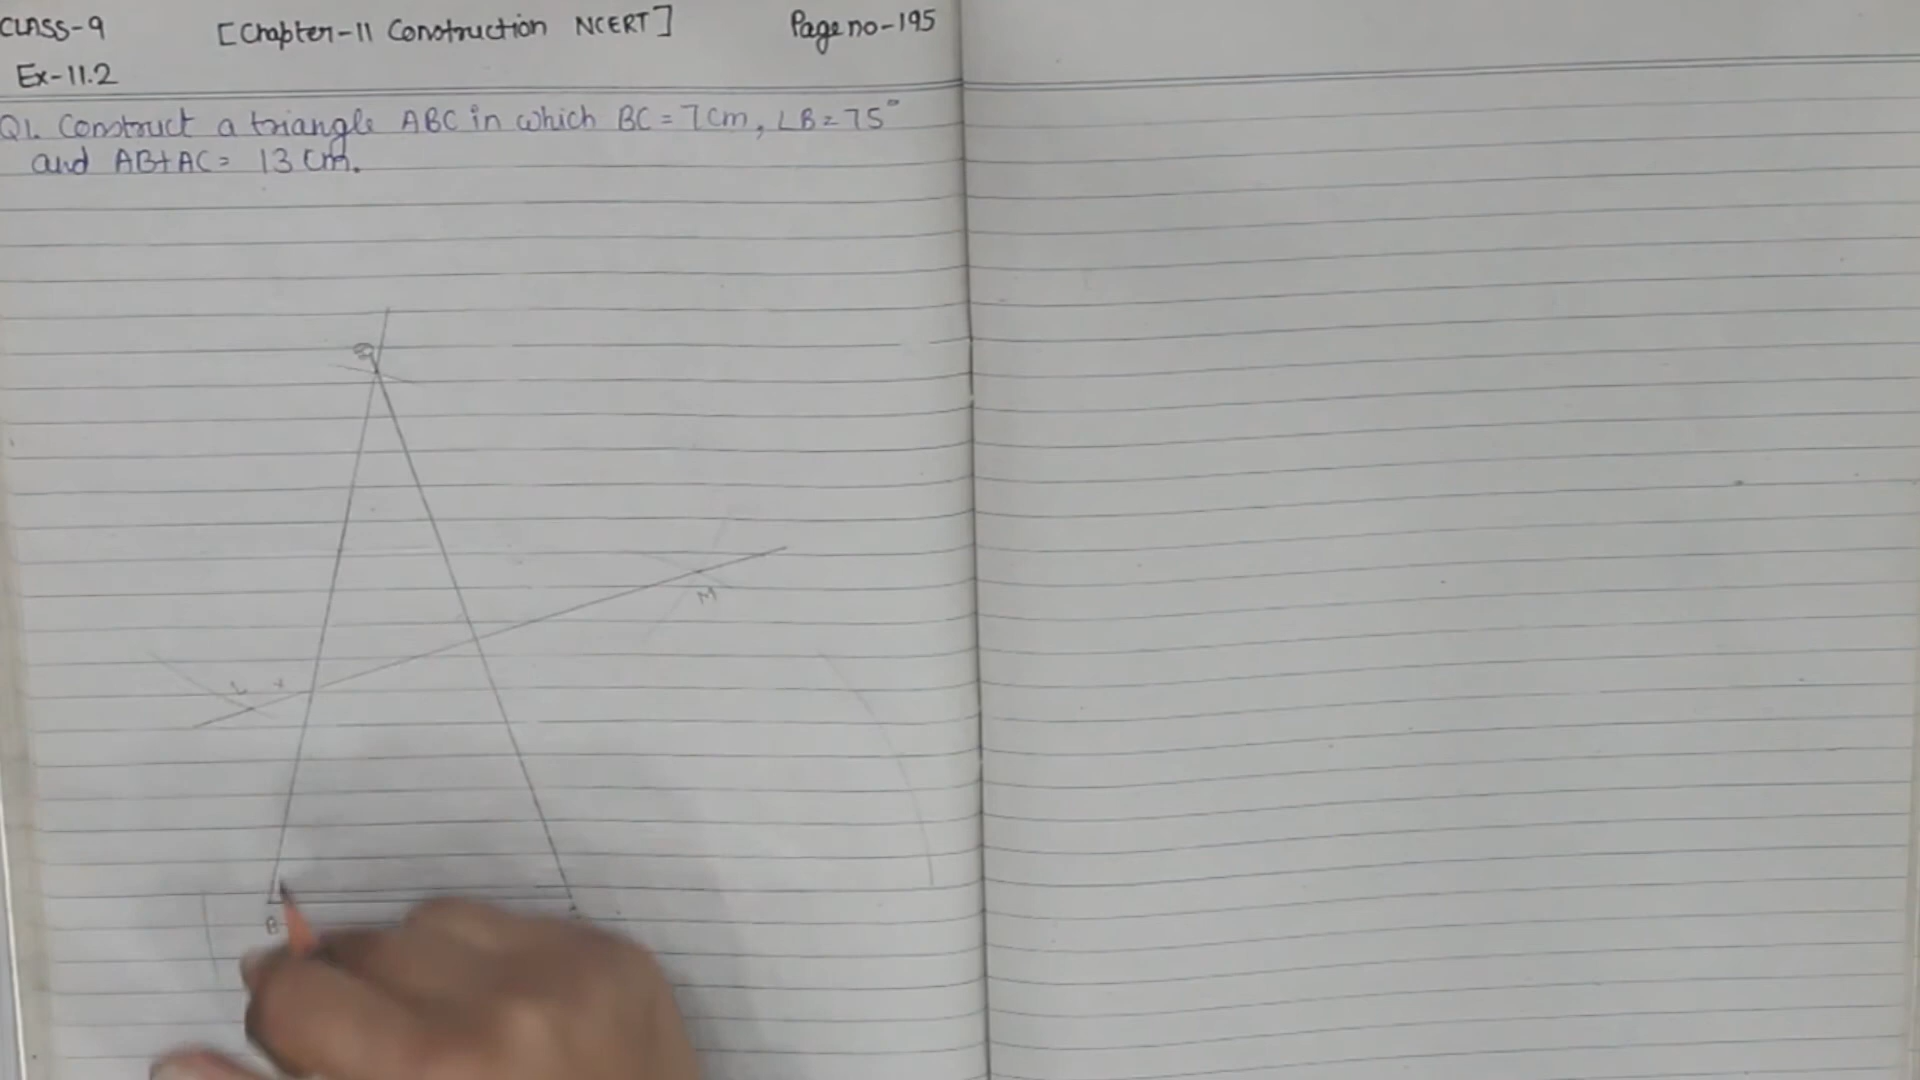 CLASS-9 [Chapter-11 Construction NCERT] Page no-195
Ex-11.2
Q1. Construct a triangle ABC in which BC = 7cm, ∠B = 75°
and AB+AC = 13 cm.
M
L
B